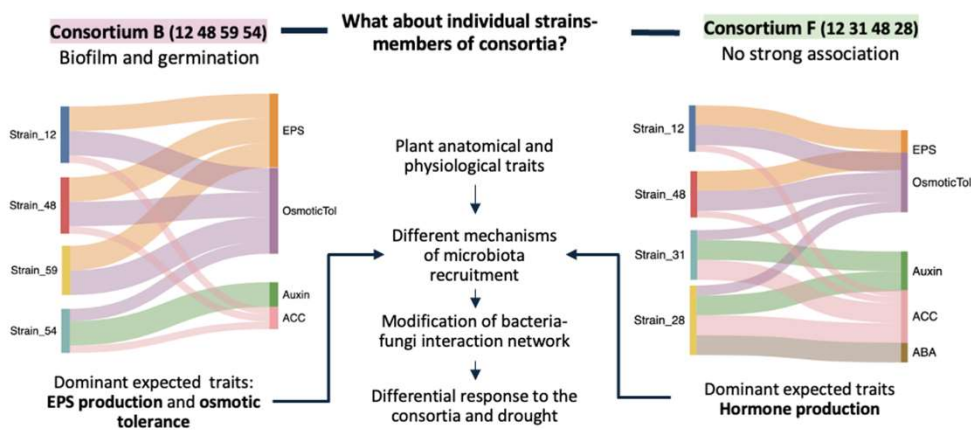 Consortium B (12 48 59 54)
Biofilm and germination
What about individual strains-
members of consortia?
Consortium F (12 31 48 28)
No strong association
Strain_12
Strain_48
Strain_59
Strain_54
EPS
OsmoticTol
Auxin
ACC
Dominant expected traits:
EPS production and osmotic
tolerance
Plant anatomical and
physiological traits
Different mechanisms
of microbiota
recruitment
Modification of bacteria-
fungi interaction network
Differential response to the
consortia and drought
Strain_12
Strain_48
Strain_31
Strain_28
EPS
OsmoticTol
Auxin
ACC
ABA
Dominant expected traits
Hormone production